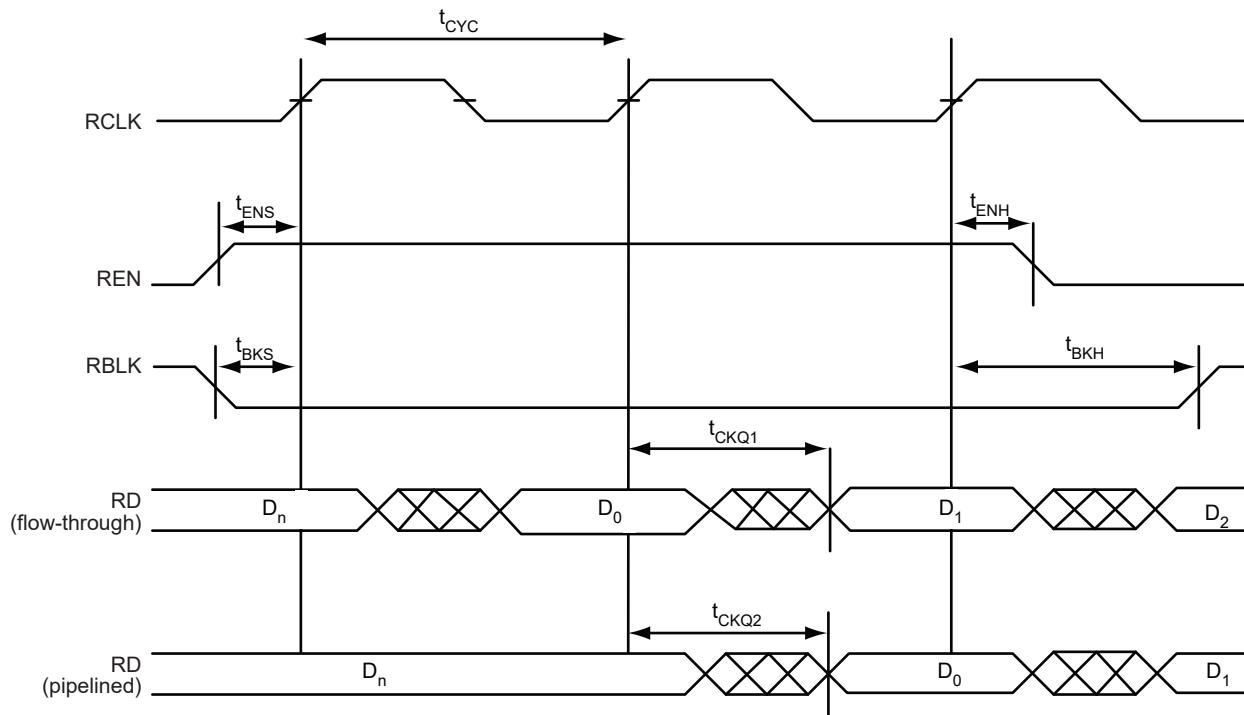 tCYC
RCLK
tENS
tENH
REN
tBKS
tBKH
RBLK
tCKQ1
RD
(flow-through)
Dn
D0
D1
D2
tCKQ2
RD
(pipelined)
Dn
D0
D1